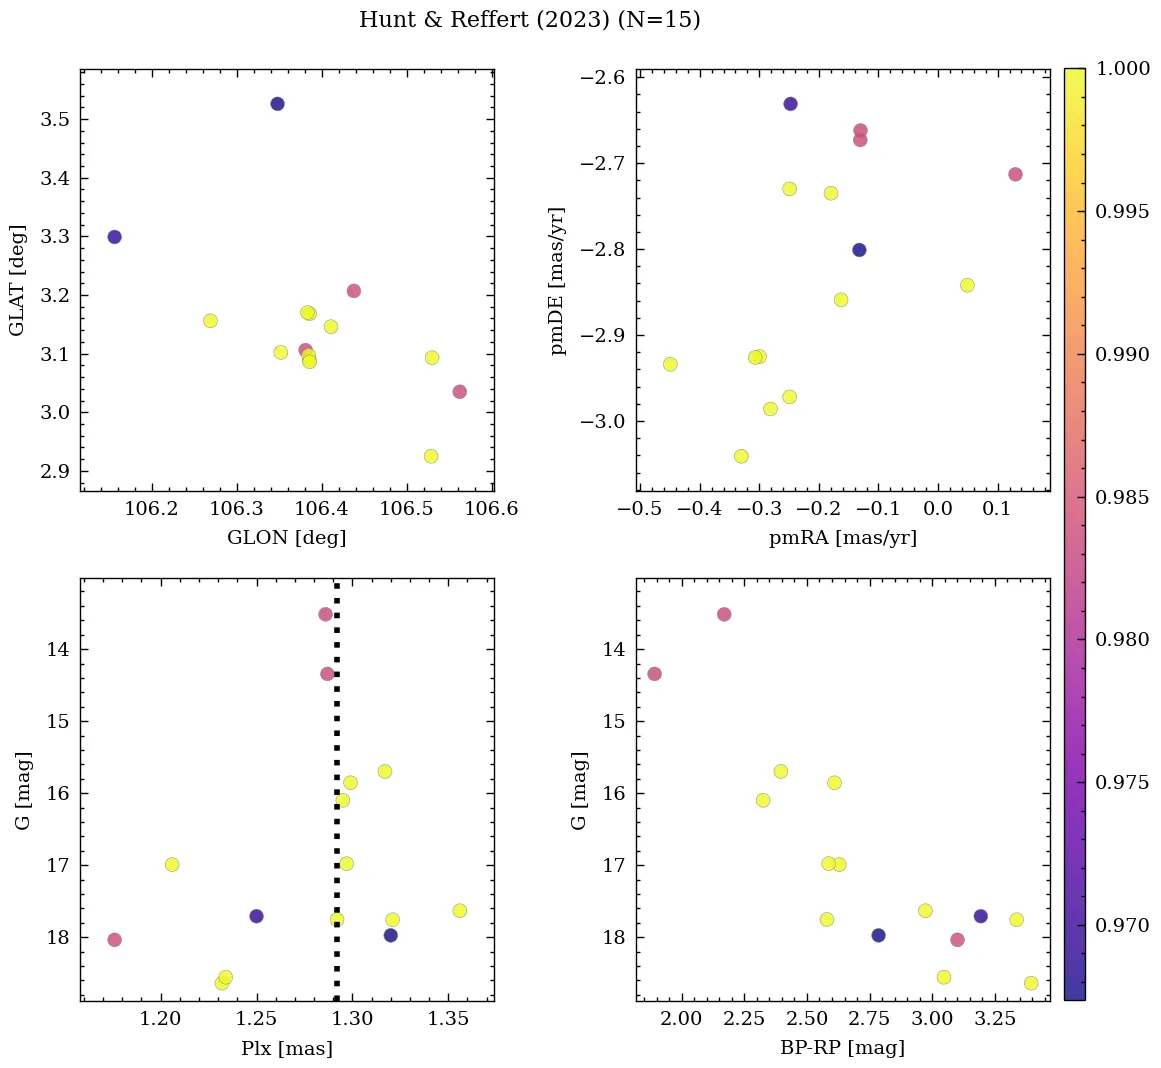 Hunt & Reffert (2023) (N=15)
3.5
3.4
3.3
3.2
3.1
3.0
2.9
GLAT [deg]
106.2 106.3 106.4 106.5 106.6
GLON [deg]
−2.6
−2.7
−2.8
−2.9
−3.0
pmDE [mas/yr]
−0.5 −0.4 −0.3 −0.2 −0.1 0.0 0.1
pmRA [mas/yr]
14
15
16
17
18
G [mag]
1.20 1.25 1.30 1.35
Plx [mas]
14
15
16
17
18
G [mag]
2.00 2.25 2.50 2.75 3.00 3.25
BP-RP [mag]
1.000
0.995
0.990
0.985
0.980
0.975
0.970